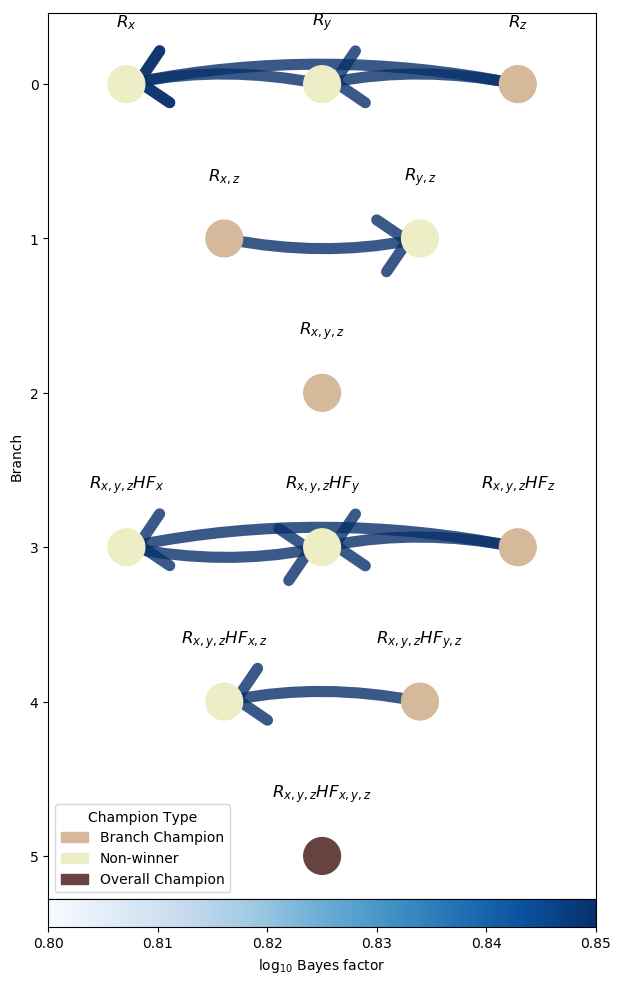 R_x R_y R_z
0
R_{x,z} R_{y,z}
1
R_{x,y,z}
2
Branch
R_{x,y,z}HF_x R_{x,y,z}HF_y R_{x,y,z}HF_z
3
R_{x,y,z}HF_{x,z} R_{x,y,z}HF_{y,z}
4
R_{x,y,z}HF_{x,y,z}
Champion Type
Branch Champion
Non-winner
Overall Champion
5
0.80 0.81 0.82 0.83 0.84 0.85
log_{10} Bayes factor